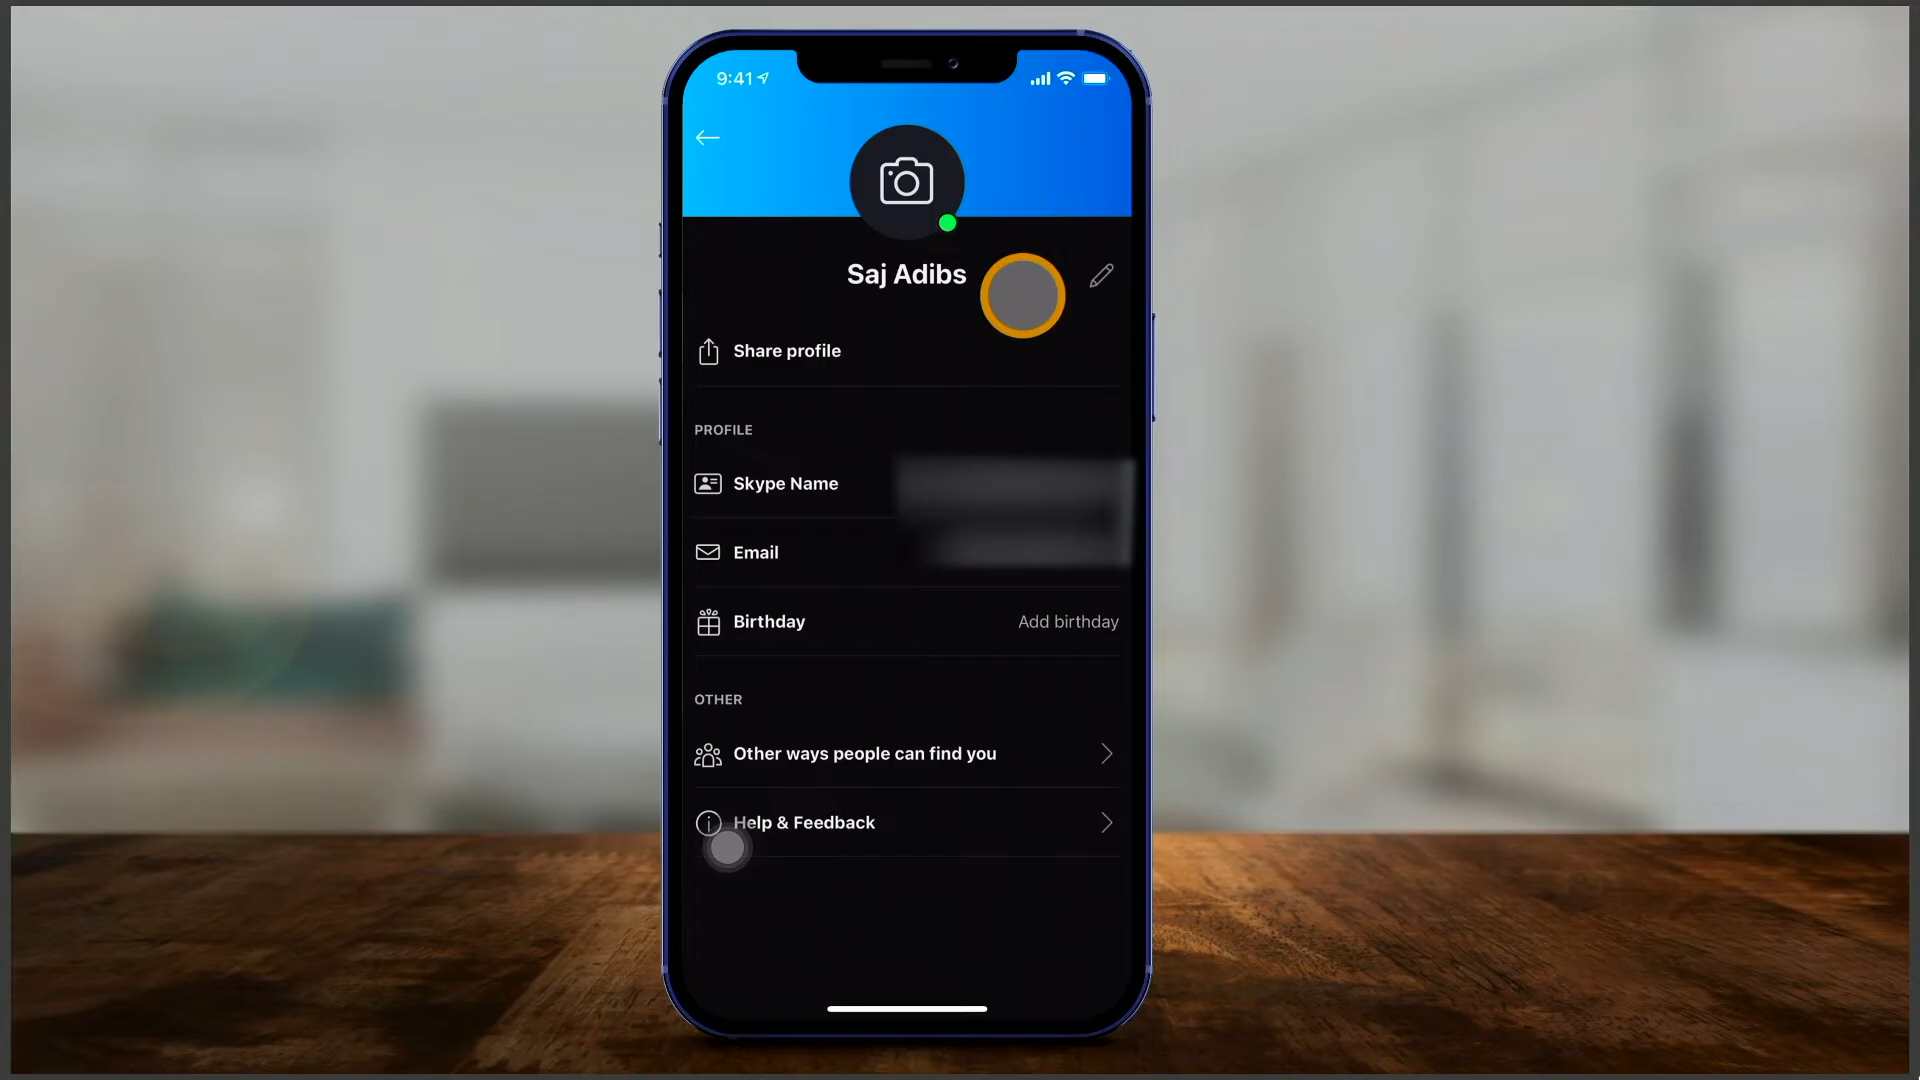 9:41
Saj Adibs
Share profile
PROFILE
Skype Name
Email
Birthday
Add birthday
OTHER
Other ways people can find you
Help & Feedback